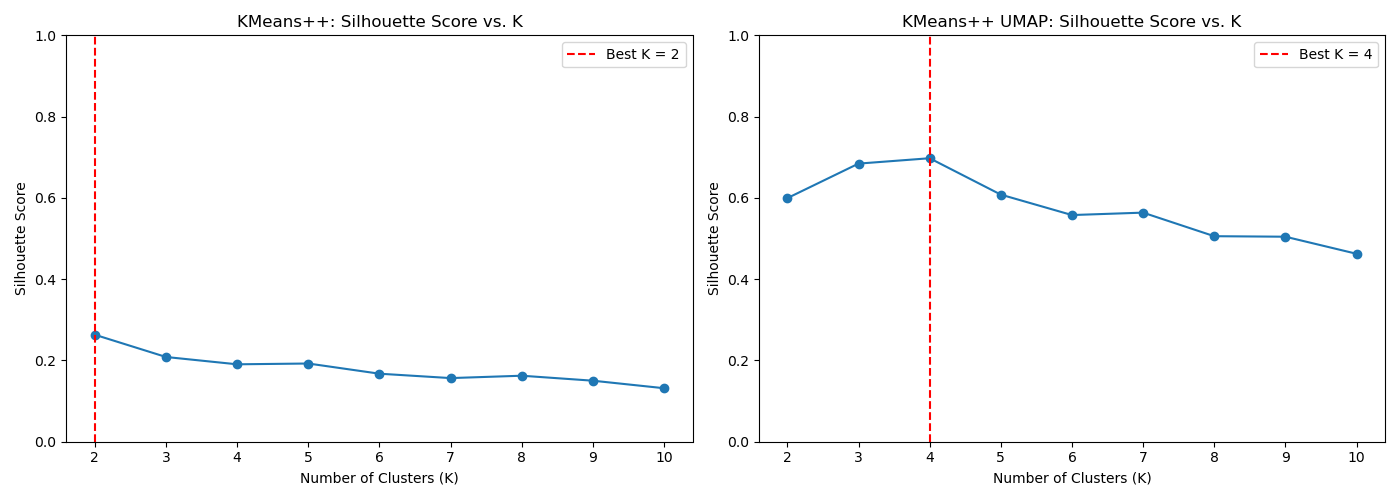 KMeans++: Silhouette Score vs. K
Best K = 2
Silhouette Score
1.0
0.8
0.6
0.4
0.2
0.0
2 3 4 5 6 7 8 9 10
Number of Clusters (K)
KMeans++ UMAP: Silhouette Score vs. K
Best K = 4
Silhouette Score
1.0
0.8
0.6
0.4
0.2
0.0
2 3 4 5 6 7 8 9 10
Number of Clusters (K)